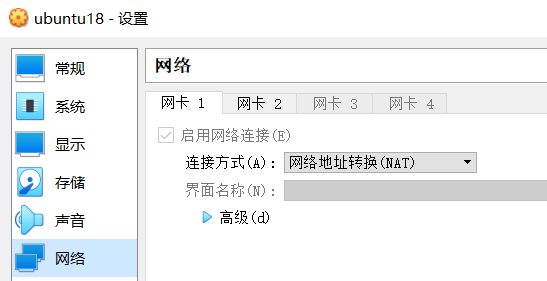 ubuntu18 - 设置
常规
系统
显示
存储
声音
网络
网络
网卡 1 网卡 2 网卡 3 网卡 4
启用网络连接(E)
连接方式(A): 网络地址转换(NAT)
界面名称(N):
高级(d)